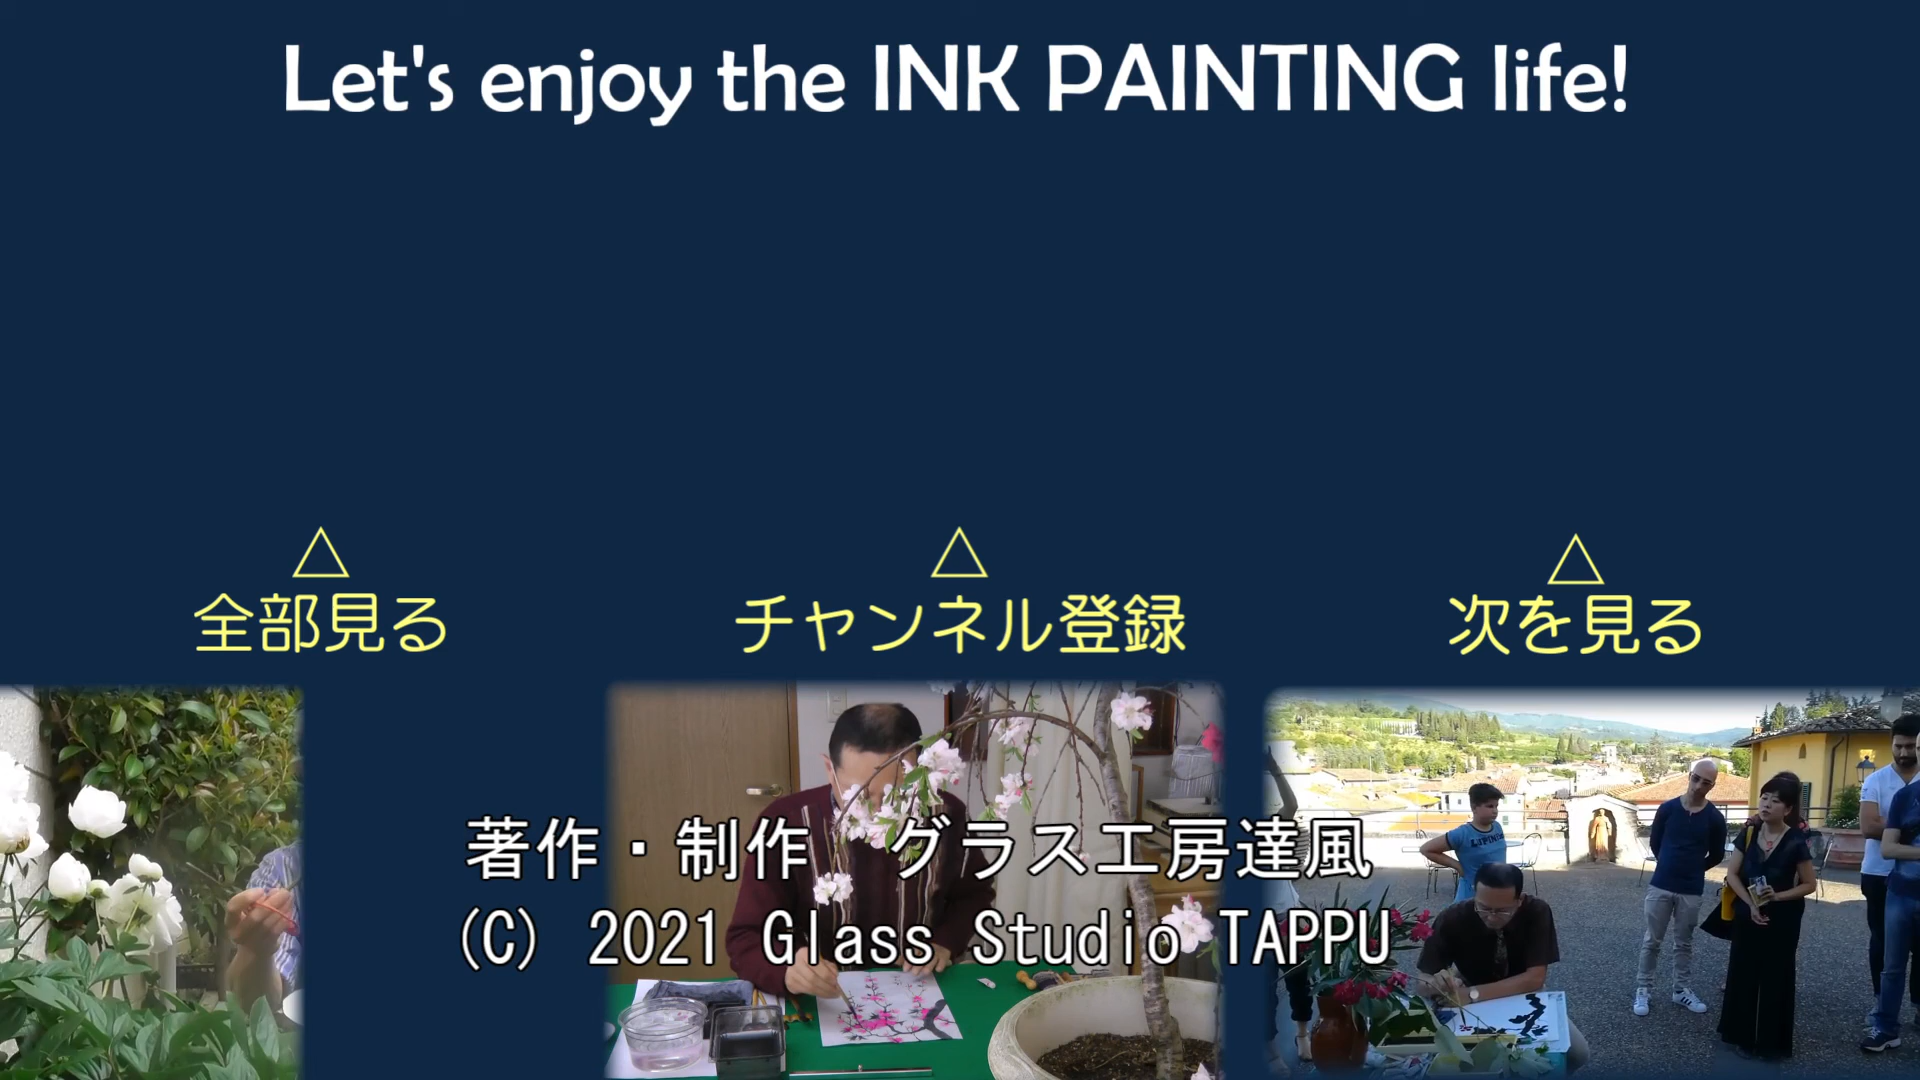 Let's enjoy the INK PAINTING life!
△ △ △
全部見る チャンネル登録 次を見る
著作・制作　グラス工房達風
(C) 2021 Glass Studio TAPPU